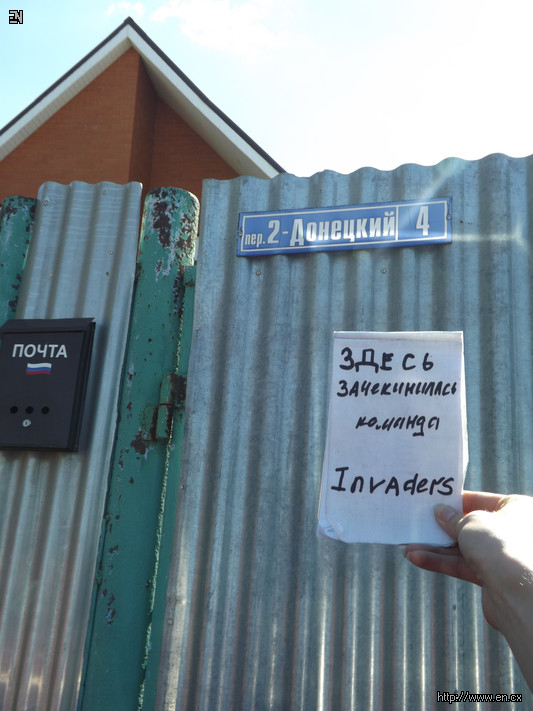 EN
пер. 2-Донецкий 4
ПОЧТА
ЗДЕСЬ
ЗАЧЕКИНИЛАСЬ
команда
InvAders
http://www.en.cx